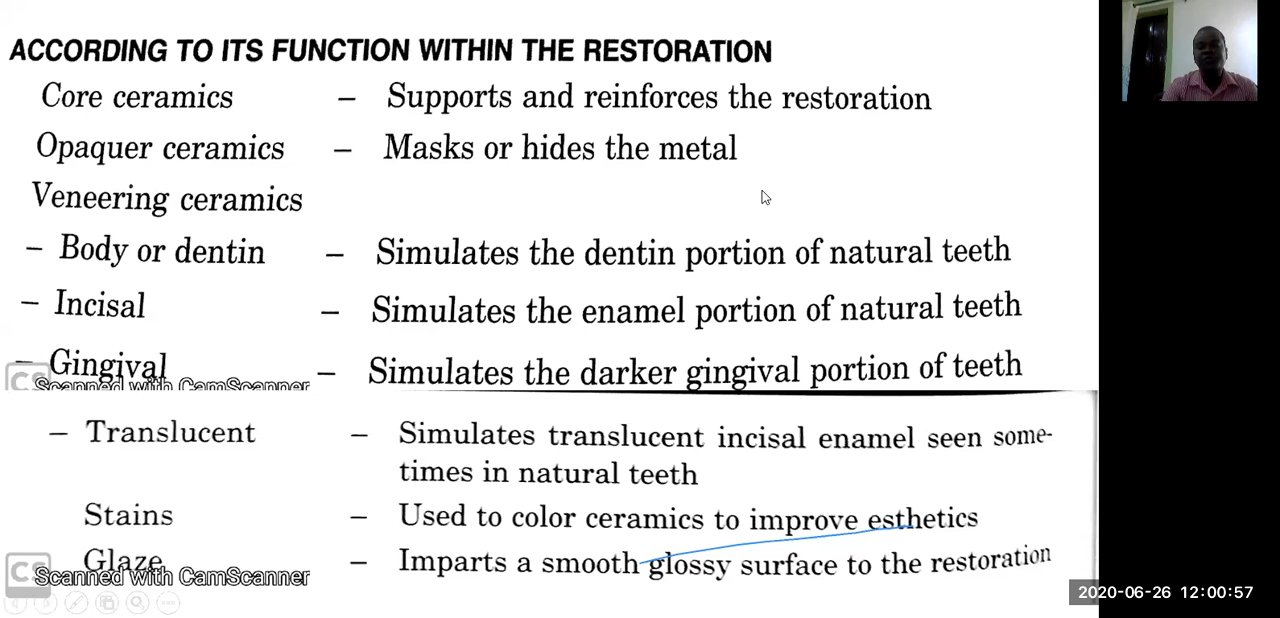 ACCORDING TO ITS FUNCTION WITHIN THE RESTORATION
Core ceramics – Supports and reinforces the restoration
Opaquer ceramics – Masks or hides the metal
Veneering ceramics
– Body or dentin – Simulates the dentin portion of natural teeth
– Incisal – Simulates the enamel portion of natural teeth
– Gingival – Simulates the darker gingival portion of teeth
CS Scanned with CamScanner
– Translucent – Simulates translucent incisal enamel seen some-
times in natural teeth
Stains – Used to color ceramics to improve esthetics
Glaze – Imparts a smooth glossy surface to the restoration
CS Scanned with CamScanner
2020-06-26 12:00:57